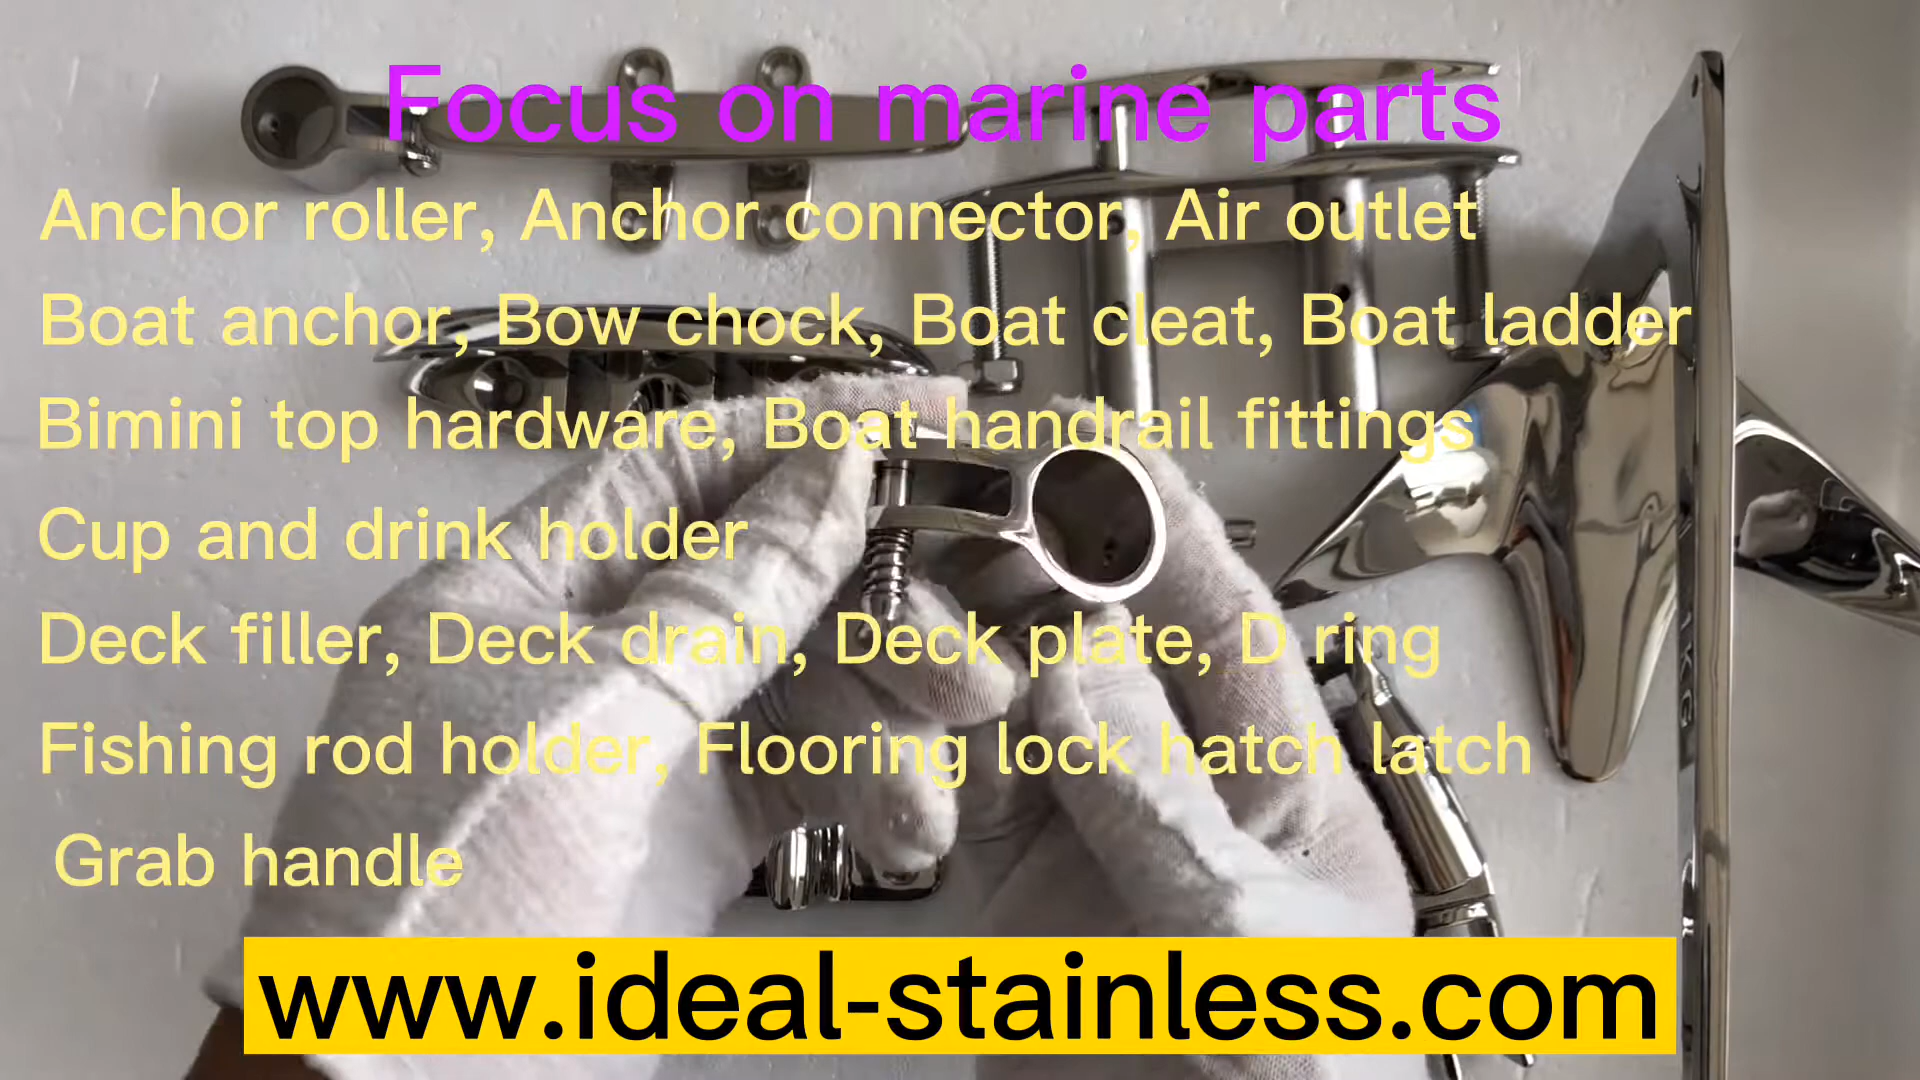 Focus on marine parts
Anchor roller, Anchor connector, Air outlet
Boat anchor, Bow chock, Boat cleat, Boat ladder
Bimini top hardware, Boat handrail fittings
Cup and drink holder
Deck filler, Deck drain, Deck plate, D ring
Fishing rod holder, Flooring lock hatch latch
Grab handle
1KG
www.ideal-stainless.com